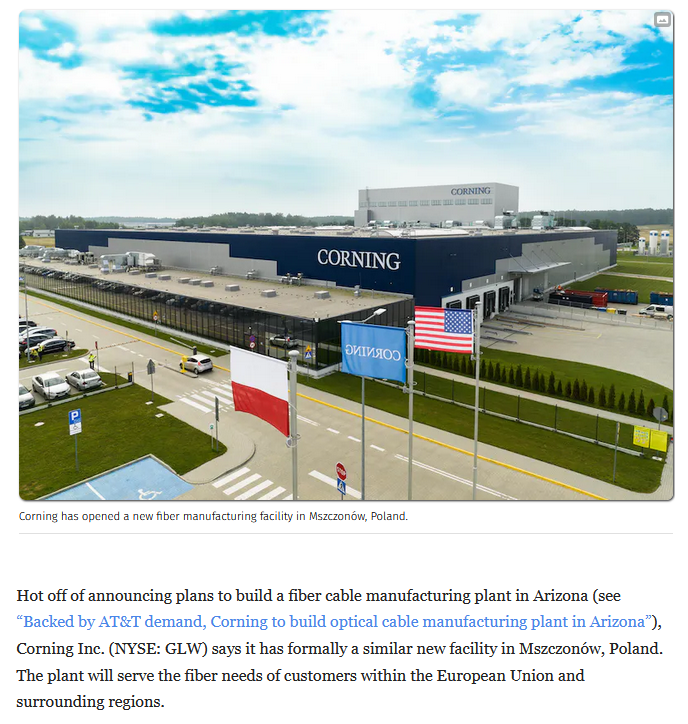 CORNING
CORNING
CORNING
P
STOP
Corning has opened a new fiber manufacturing facility in Mszczonów, Poland.
Hot off of announcing plans to build a fiber cable manufacturing plant in Arizona (see
“Backed by AT&T demand, Corning to build optical cable manufacturing plant in Arizona”),
Corning Inc. (NYSE: GLW) says it has formally a similar new facility in Mszczonów, Poland.
The plant will serve the fiber needs of customers within the European Union and
surrounding regions.